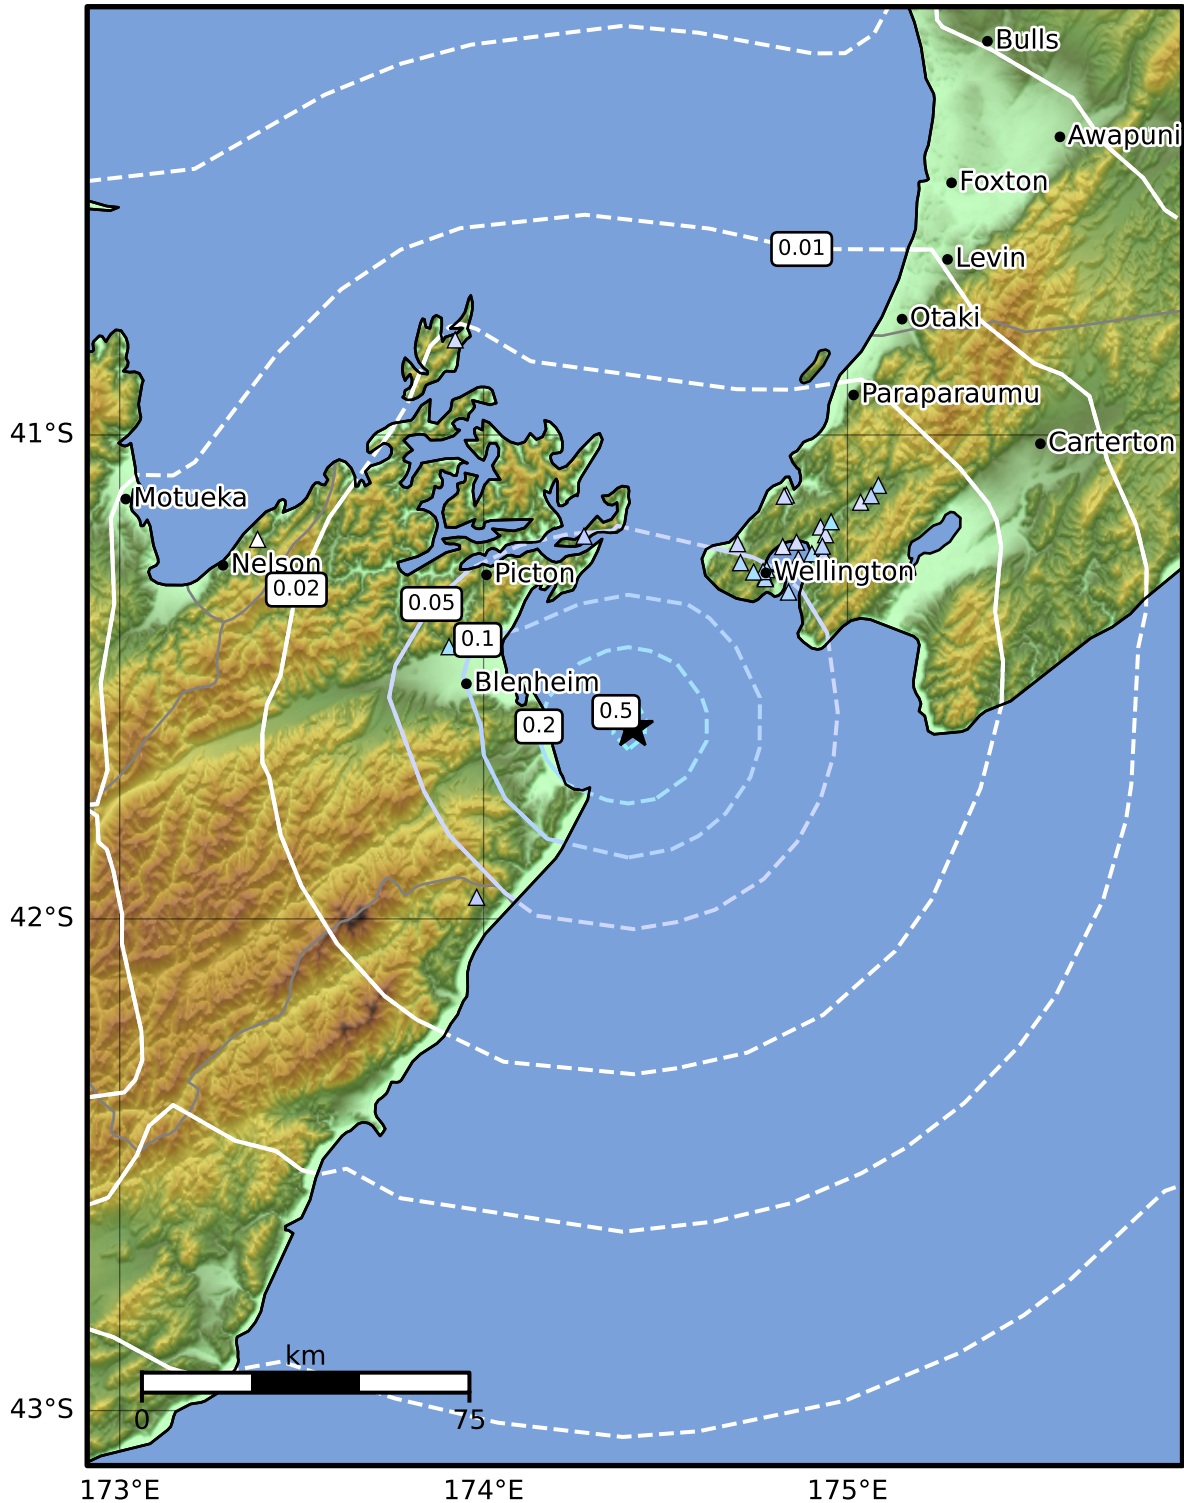 Bulls
Awapuni
Foxton
0.01
Levin
Otaki
Paraparaumu
41°S
Carterton
Motueka
Nelson
Picton
Wellington
0.02
0.05
0.1
Blenheim
0.5
0.2
42°S
km
43°S
0
75
173°E
174°E
175°E